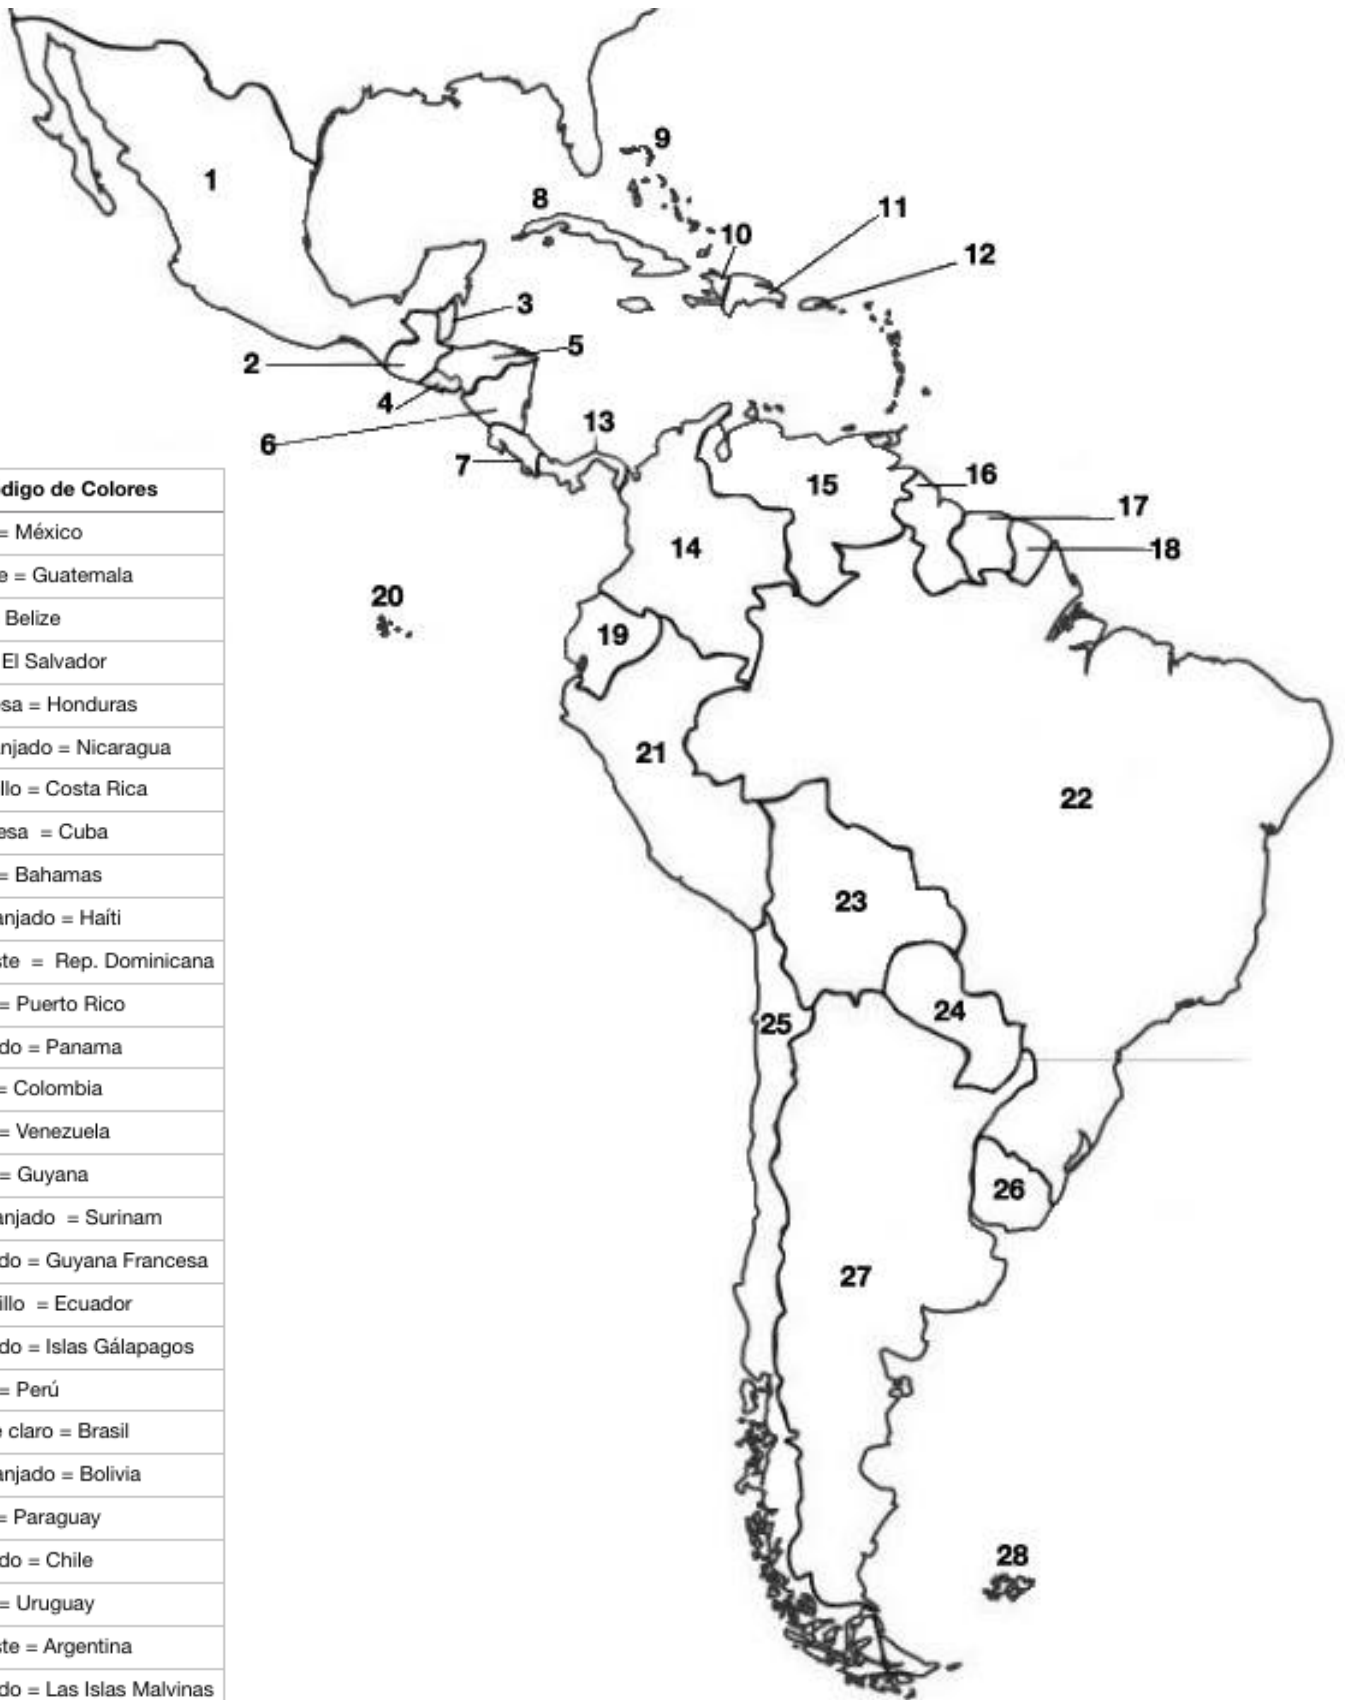 1
2
3
4
5
6
7
8
9
10
11
12
13
14
15
16
17
18
19
20
21
22
23
24
25
26
27
28
digo de Colores
= México
e = Guatemala
Belize
El Salvador
sa = Honduras
anjado = Nicaragua
llo = Costa Rica
esa = Cuba
= Bahamas
anjado = Haíti
ste = Rep. Dominicana
= Puerto Rico
do = Panama
= Colombia
= Venezuela
= Guyana
anjado = Surinam
do = Guyana Francesa
illo = Ecuador
do = Islas Gálapagos
= Perú
e claro = Brasil
anjado = Bolivia
= Paraguay
do = Chile
= Uruguay
ste = Argentina
do = Las Islas Malvinas